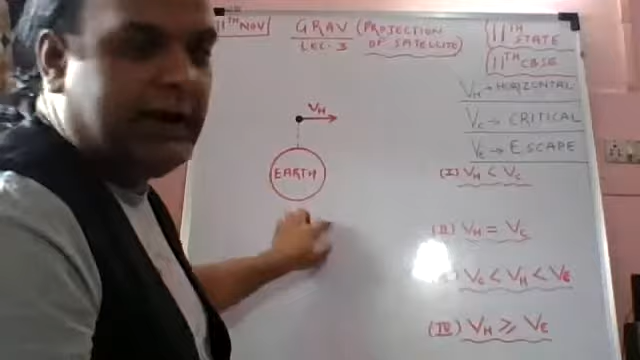 11TH NOV
GRAV (PROJECTION
LEC-3 OF SATELLITE)
11TH STATE
11TH CBSE
VH → HORIZONTAL
VC → CRITICAL
VE → ESCAPE
VH
EARTH
(I) VH < VC
(II) VH = VC
VC < VH < VE
(IV) VH ⩾ VE